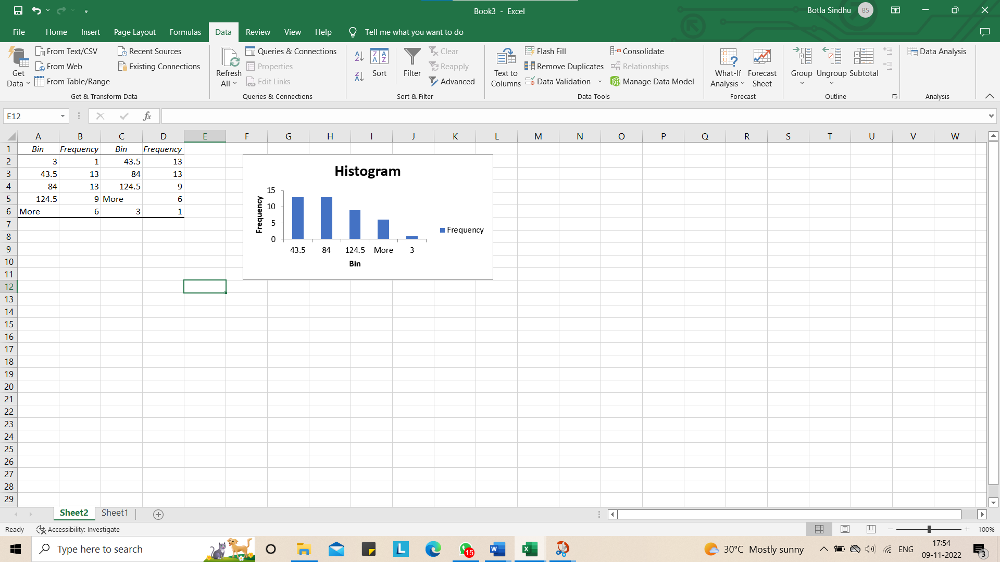 Book3 - Excel
Botla Sindhu BS
File Home Insert Page Layout Formulas Data Review View Help Tell me what you want to do
Get Data
From Text/CSV
From Web
From Table/Range
Recent Sources
Existing Connections
Get & Transform Data
Refresh All
Queries & Connections
Properties
Edit Links
Queries & Connections
Sort
Filter
Clear
Reapply
Advanced
Sort & Filter
Text to Columns
Flash Fill
Remove Duplicates
Data Validation
Consolidate
Relationships
Manage Data Model
Data Tools
What-If Analysis
Forecast Sheet
Forecast
Group
Ungroup
Subtotal
Outline
Data Analysis
Analysis
E12
fx
A B C D E F G H I J K L M N O P Q R S T U V W
1 Bin Frequency Bin Frequency
2 3 1 43.5 13
3 43.5 13 84 13
4 84 13 124.5 9
5 124.5 9 More 6
6 More 6 3 1
7
8
9
10
11
12
13
14
15
16
17
18
19
20
21
22
23
24
25
26
27
28
29
Histogram
Frequency
15
10
5
0
43.5 84 124.5 More 3
Bin
Frequency
Sheet2 Sheet1
Ready Accessibility: Investigate 100%
Type here to search
15
30°C Mostly sunny
ENG
17:54
09-11-2022
3